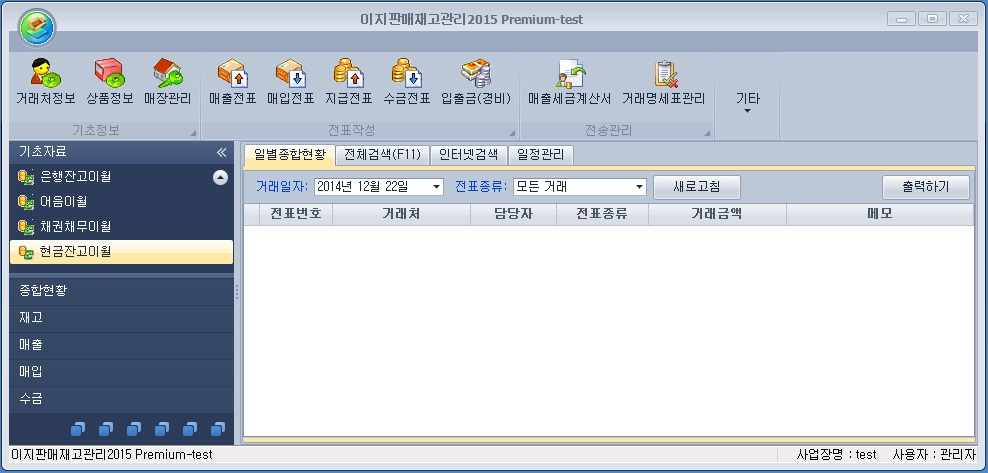 이지판매재고관리2015 Premium-test
거래처정보 상품정보 매장관리 매출전표 매입전표 지급전표 수금전표 입출금(경비) 매출세금계산서 거래명세표관리 기타
기초정보 전표작성 전송관리
기초자료
은행잔고이월
어음이월
채권채무이월
현금잔고이월
종합현황
재고
매출
매입
수금
일별종합현황 전체검색(F11) 인터넷검색 일정관리
거래일자: 2014년 12월 22일 전표종류: 모든 거래 새로고침 출력하기
전표번호 거래처 담당자 전표종류 거래금액 메모
이지판매재고관리2015 Premium-test 사업장명 : test 사용자 : 관리자